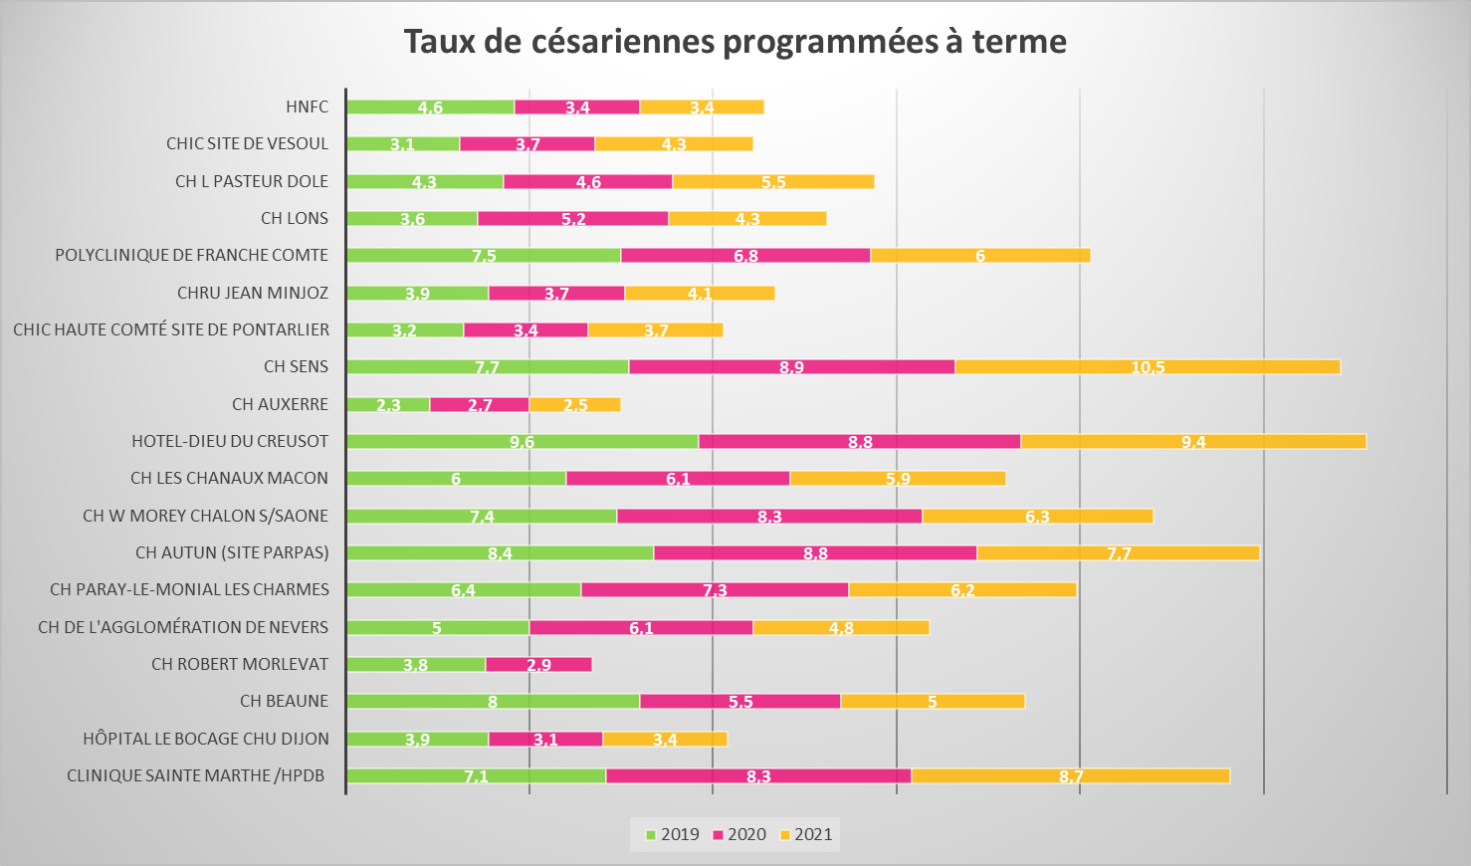 Taux de césariennes programmées à terme
HNFC 4,6 3,4 3,4
CHIC SITE DE VESOUL 3,1 3,7 4,3
CH L PASTEUR DOLE 4,3 4,6 5,5
CH LONS 3,6 5,2 4,3
POLYCLINIQUE DE FRANCHE COMTE 7,5 6,8 6
CHRU JEAN MINJOZ 3,9 3,7 4,1
CHIC HAUTE COMTÉ SITE DE PONTARLIER 3,2 3,4 3,7
CH SENS 7,7 8,9 10,5
CH AUXERRE 2,3 2,7 2,5
HOTEL-DIEU DU CREUSOT 9,6 8,8 9,4
CH LES CHANAUX MACON 6 6,1 5,9
CH W MOREY CHALON S/SAONE 7,4 8,3 6,3
CH AUTUN (SITE PARPAS) 8,4 8,8 7,7
CH PARAY-LE-MONIAL LES CHARMES 6,4 7,3 6,2
CH DE L'AGGLOMÉRATION DE NEVERS 5 6,1 4,8
CH ROBERT MORLEVAT 3,8 2,9
CH BEAUNE 8 5,5 5
HÔPITAL LE BOCAGE CHU DIJON 3,9 3,1 3,4
CLINIQUE SAINTE MARTHE /HPDB 7,1 8,3 8,7
2019 2020 2021